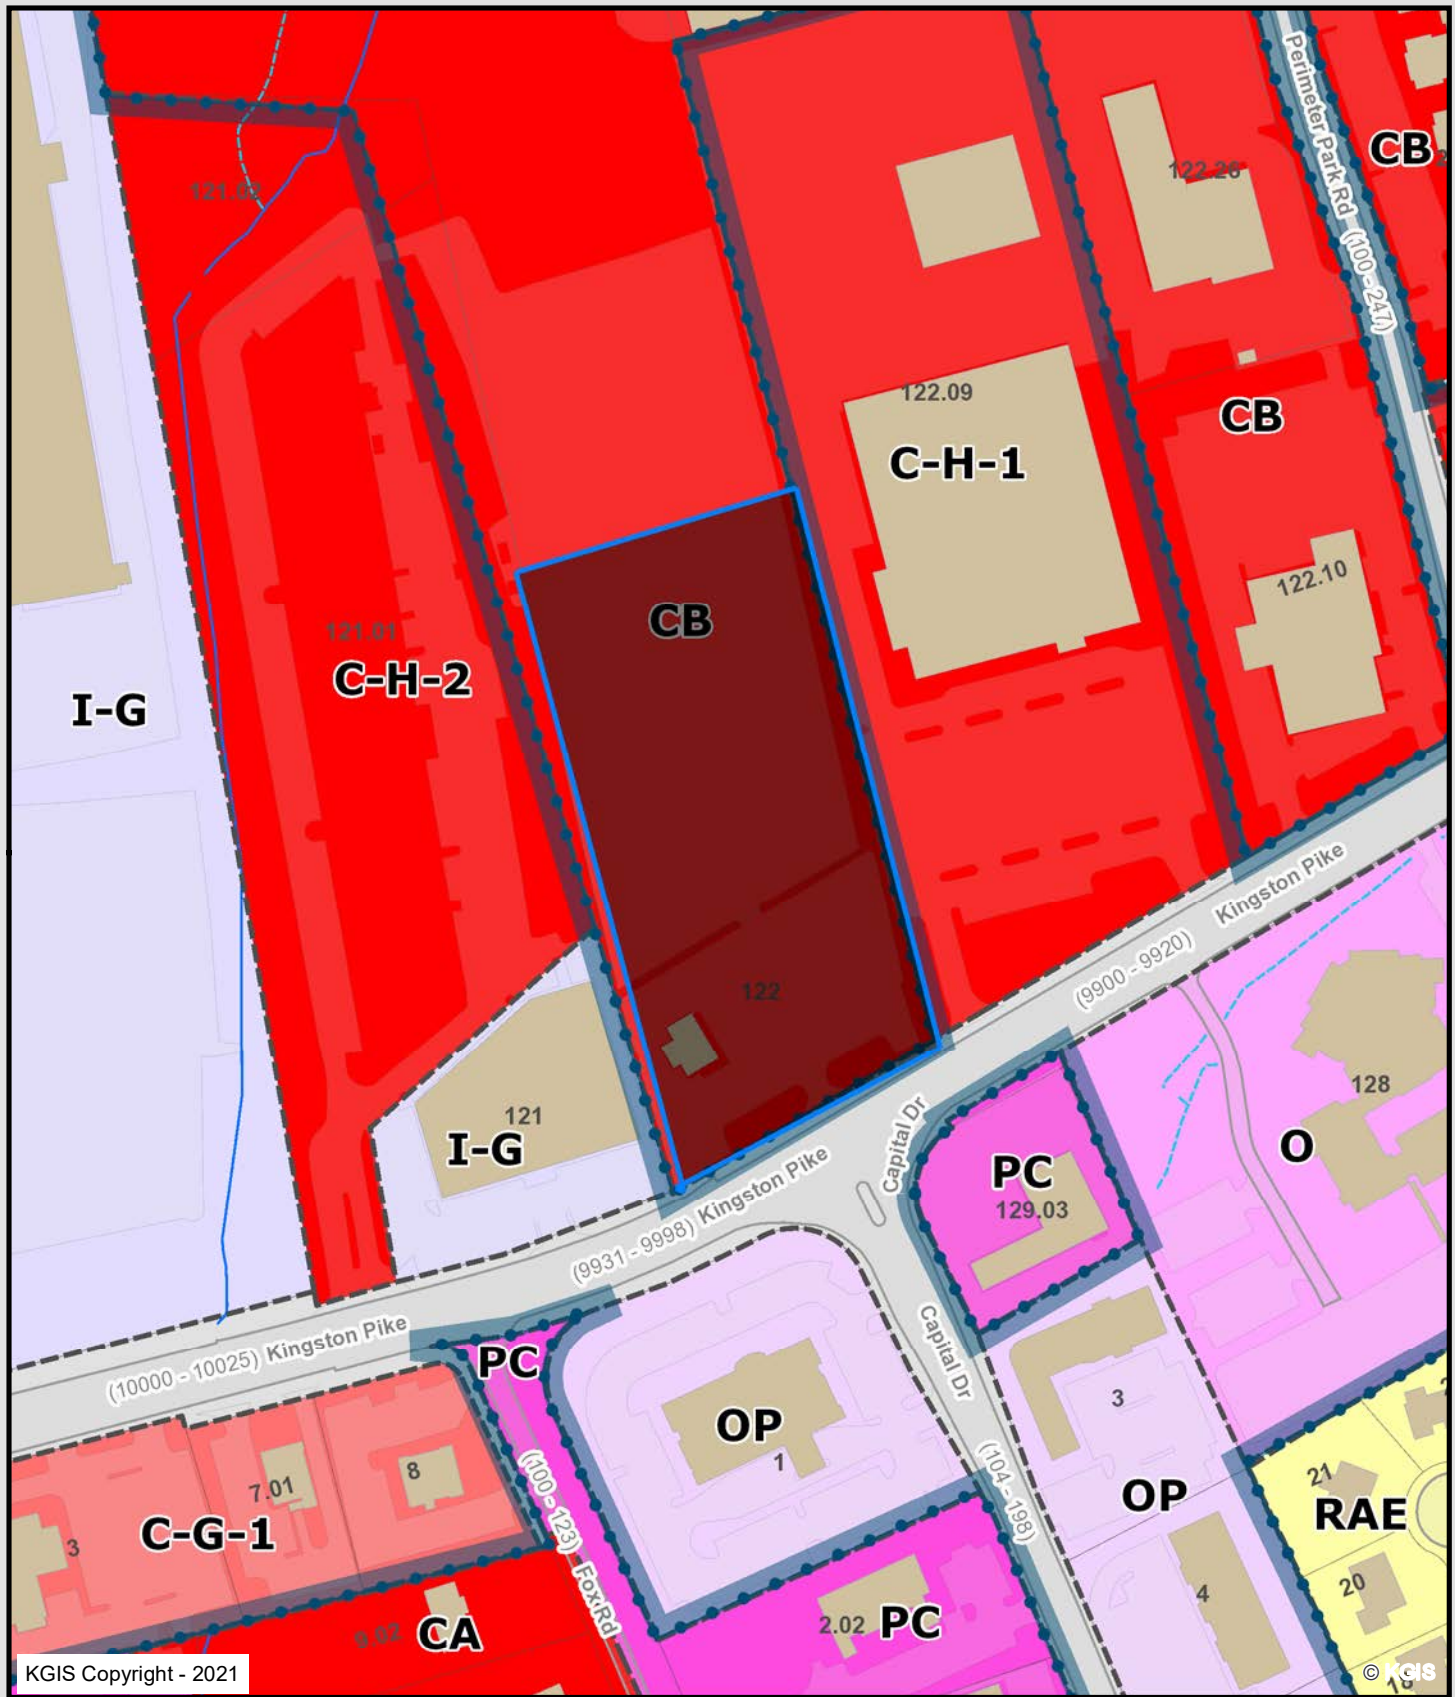 Perimeter Park Rd (100 - 247)
CB
121.02
122.26
122.09
C-H-1
CB
122.10
CB
121.01
C-H-2
I-G
Kingston Pike
(9900 - 9920)
122
128
121
I-G
Capital Dr
O
PC
129.03
(9931 - 9998) Kingston Pike
(10000 - 10025) Kingston Pike
PC
Capital Dr
3
OP
1
8
7.01
(100 - 123) Fox Rd
(104 - 198)
21
OP
RAE
C-G-1
3
20
4
9.02
CA
2.02
PC
KGIS Copyright - 2021
© KGIS